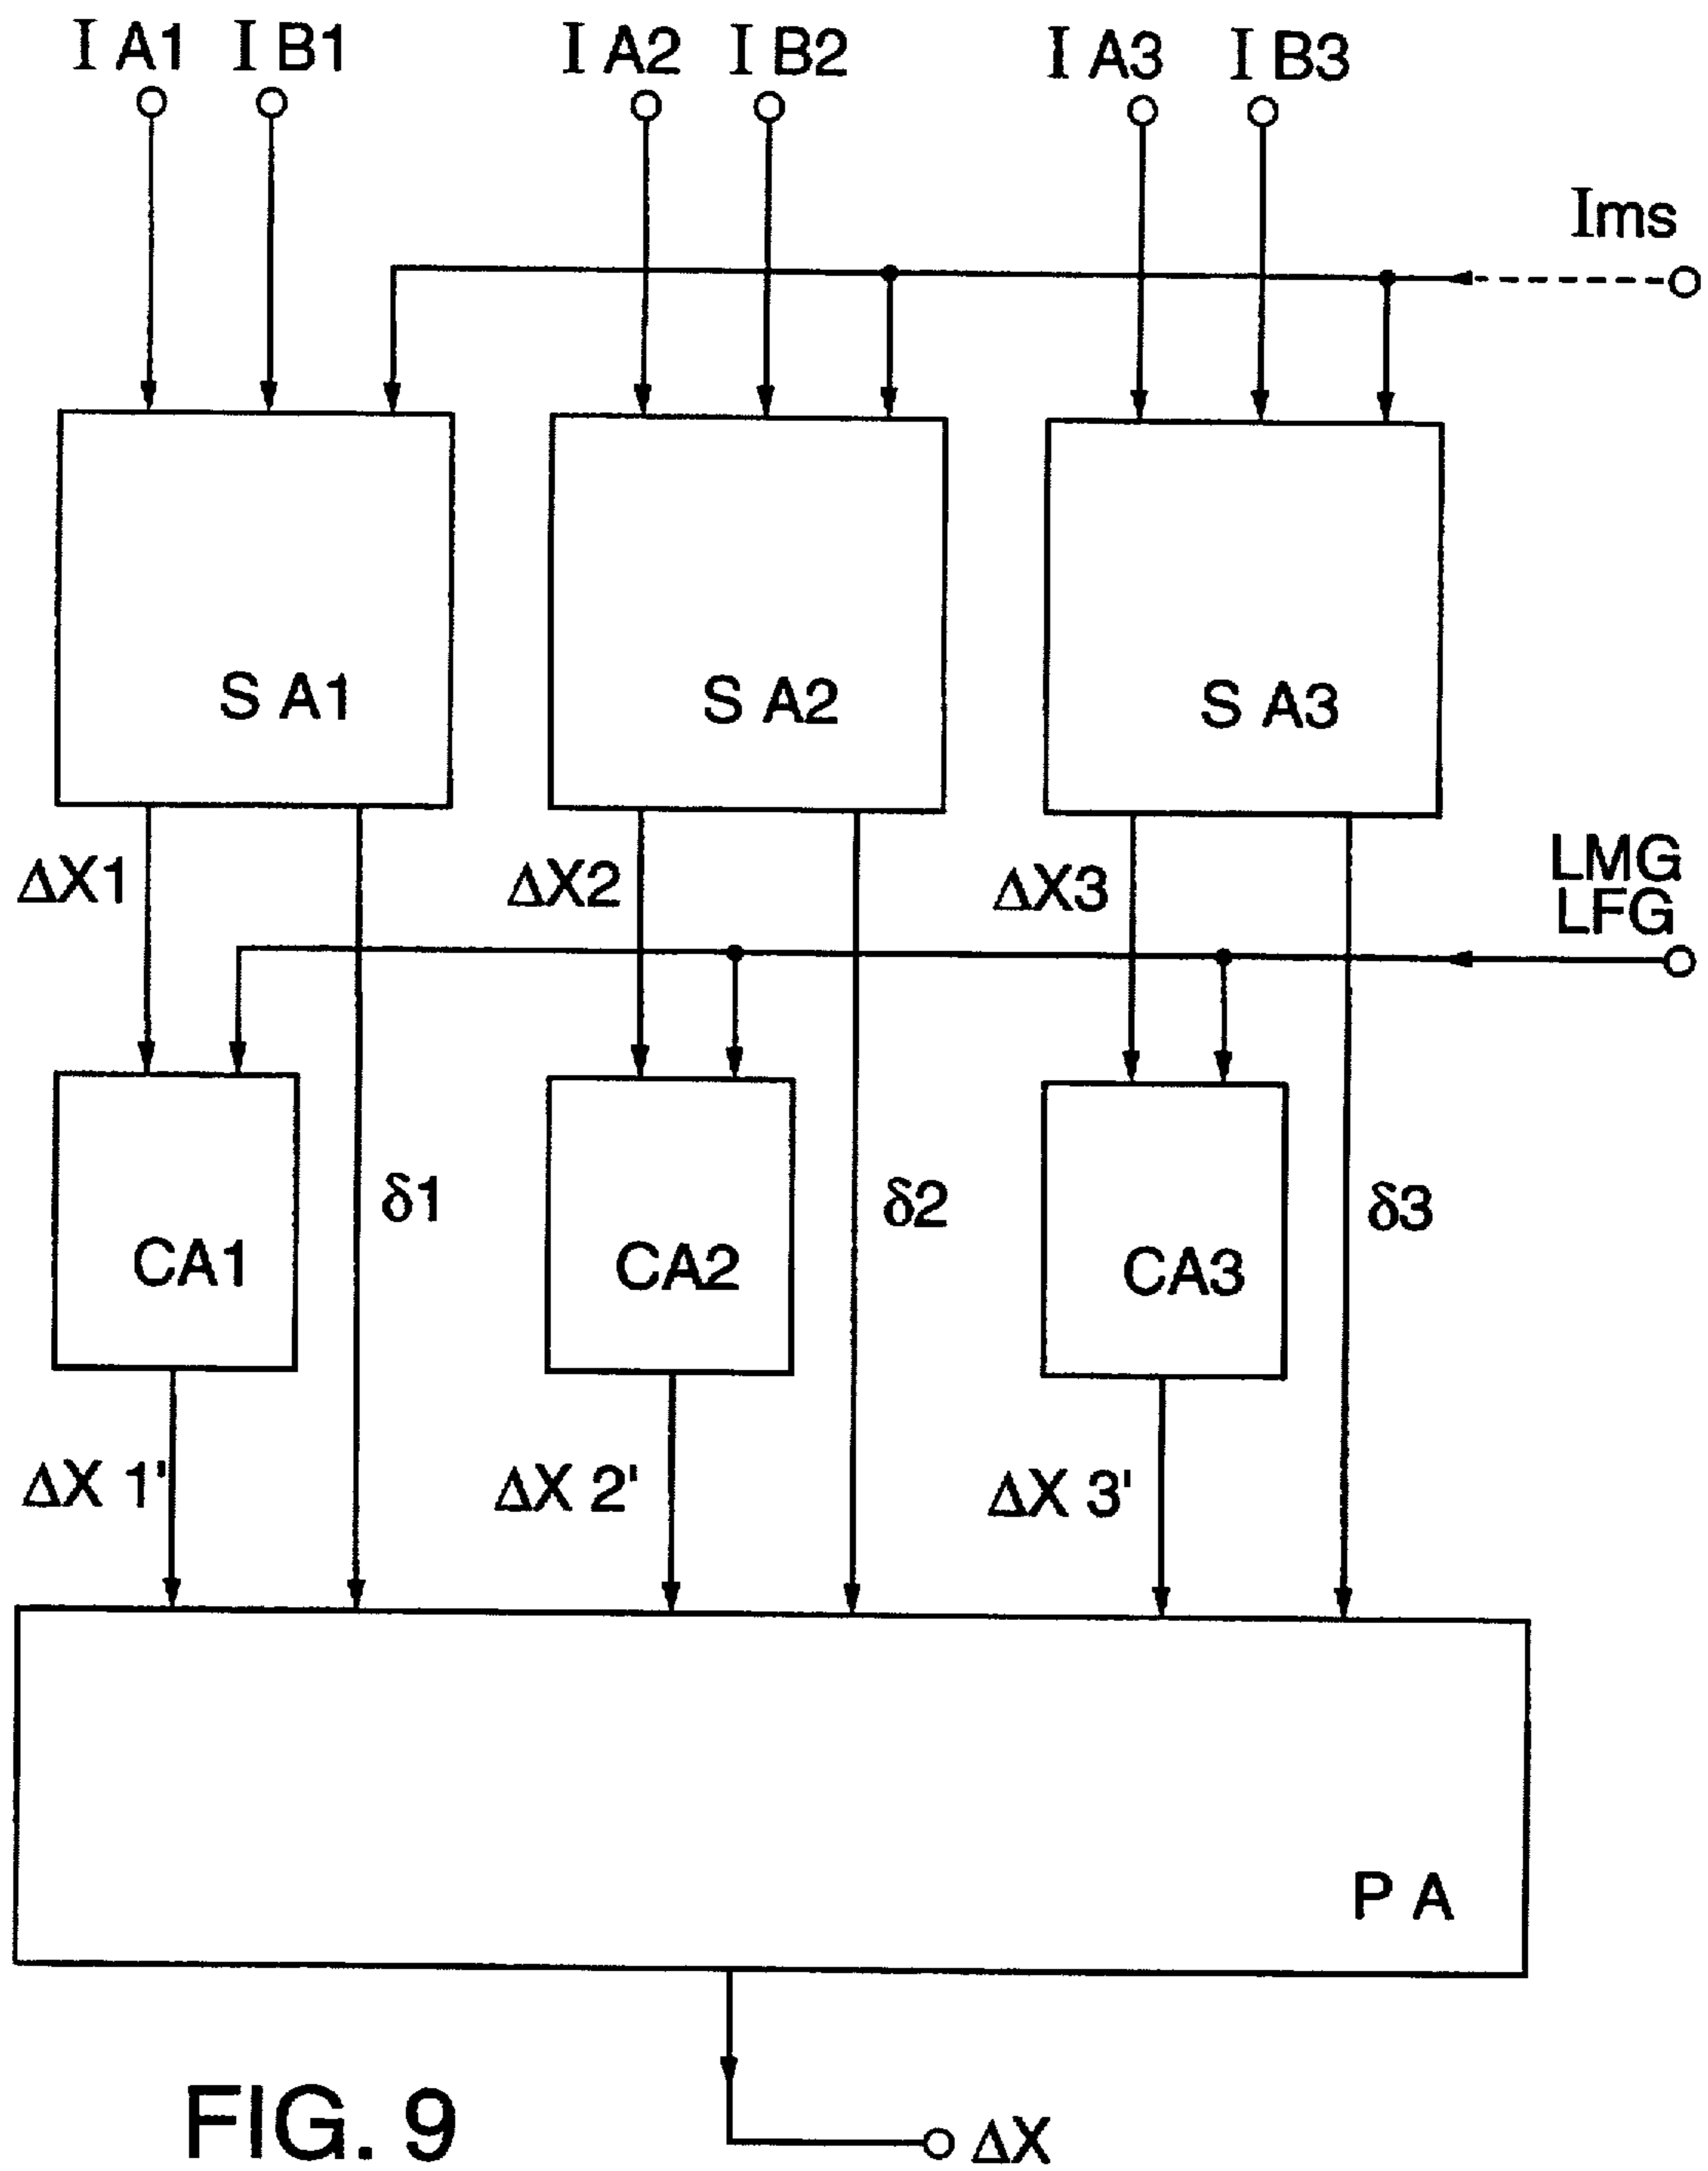 I A1 I B1 I A2 I B2 I A3 I B3
Ims
S A1 S A2 S A3
ΔX1 ΔX2 ΔX3
LMG
LFG
δ1 δ2 δ3
CA1 CA2 CA3
ΔX 1' ΔX 2' ΔX 3'
P A
FIG. 9
ΔX